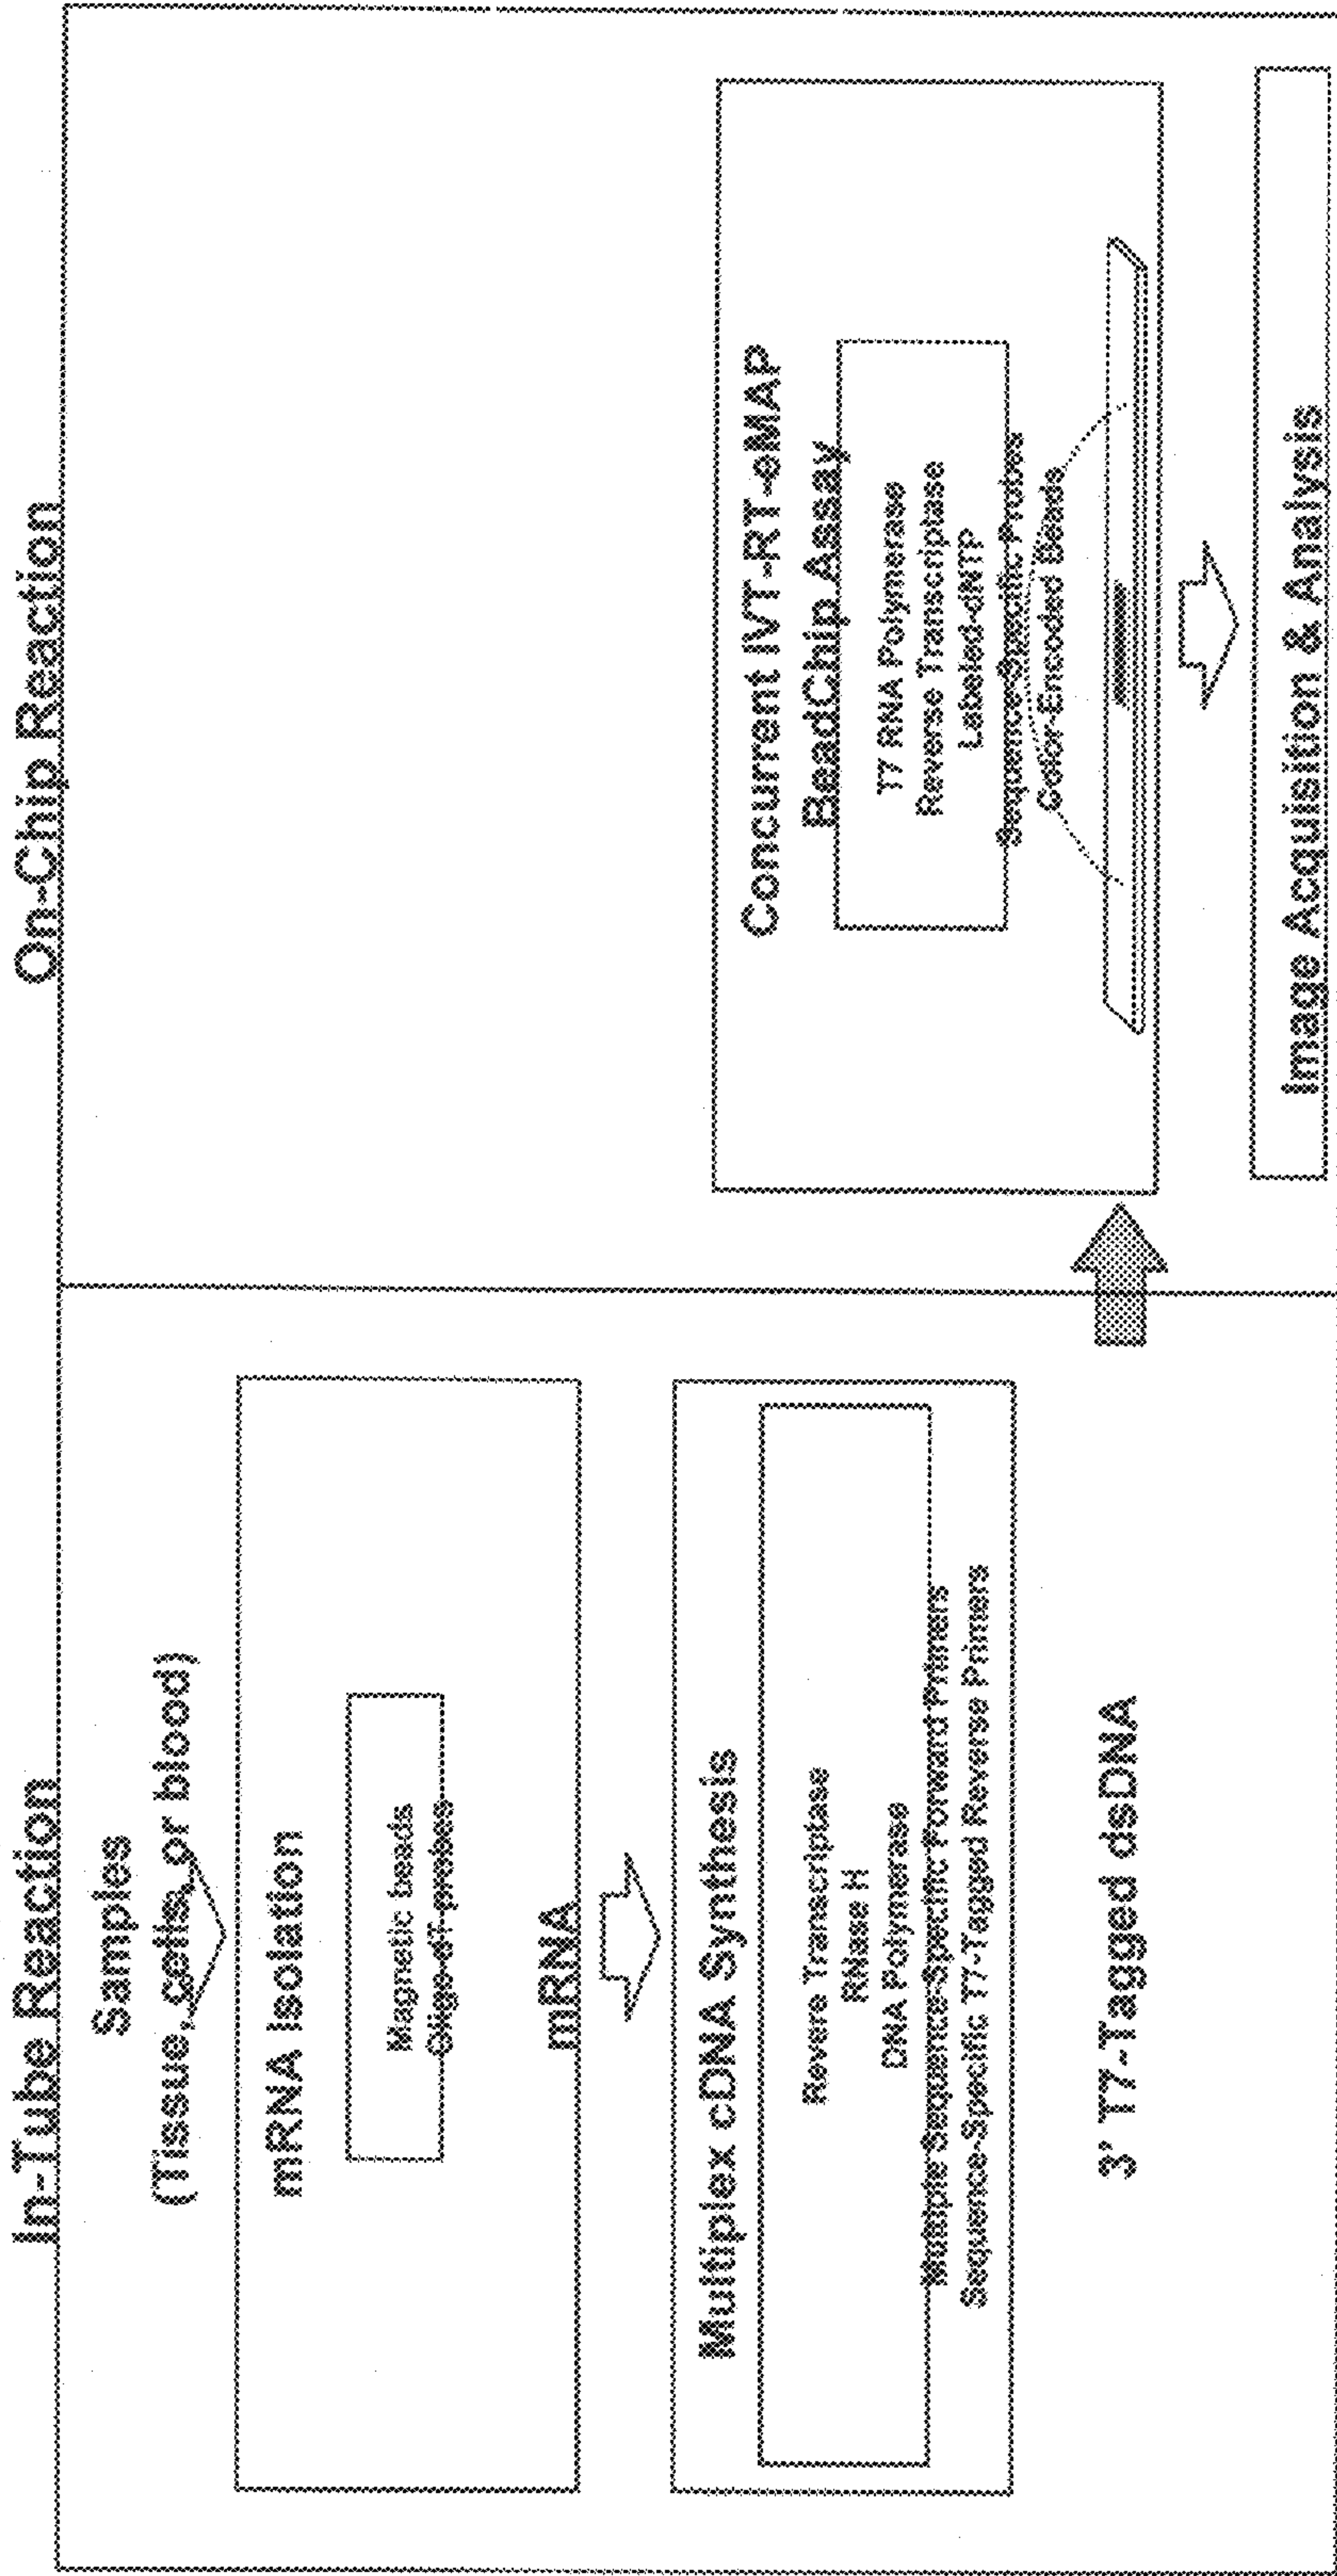 In-Tube Reaction
Samples
(Tissue, cells, or blood)
mRNA Isolation
Magnetic beads
Oligo-dT probes
mRNA
Multiplex cDNA Synthesis
Revere Transcriptase
RNase H
DNA Polymerase
Multiple Sequence-Specific Forward Primers
Sequence-Specific T7-Tagged Reverse Primers
3' T7-Tagged dsDNA
On-Chip Reaction
Concurrent IVT-RT-eMAP
BeadChip Assay
T7 RNA Polymerase
Reverse Transcriptase
Labeled-dNTP
Sequence-Specific Probes
Color-Encoded Beads
Image Acquisition & Analysis